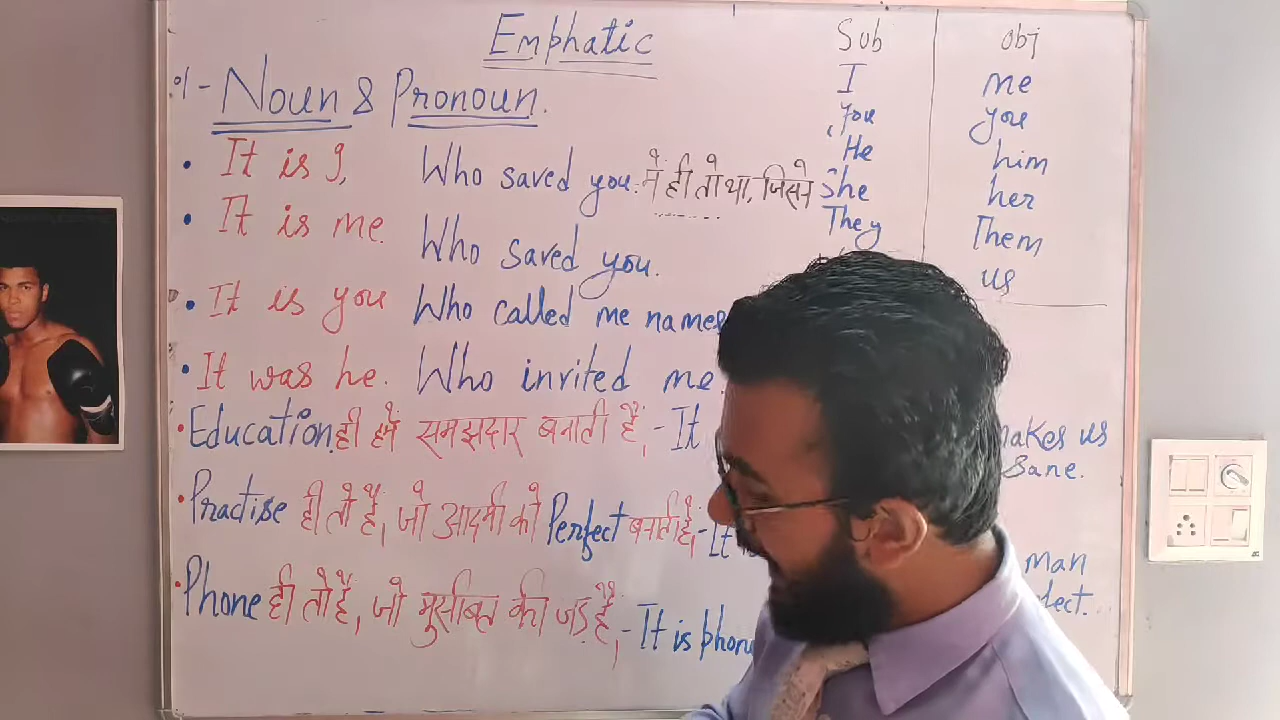 Emphatic
०१- Noun & Pronoun.
Sub obj
I me
you you
He him
She her
They Them
us
• It is I, Who saved you. मैं ही तो था, जिसने
• It is me. Who saved you.
• It is you Who called me names
• It was he. Who invited me.
• Education ही हमें समझदार बनाती हैं, - It makes us
Sane.
• Practise ही तो हैं, जो आदमी को Perfect बनाती हैं, - It man
• Phone ही तो हैं, जो मुसीबत की जड़ हैं, - It is phone